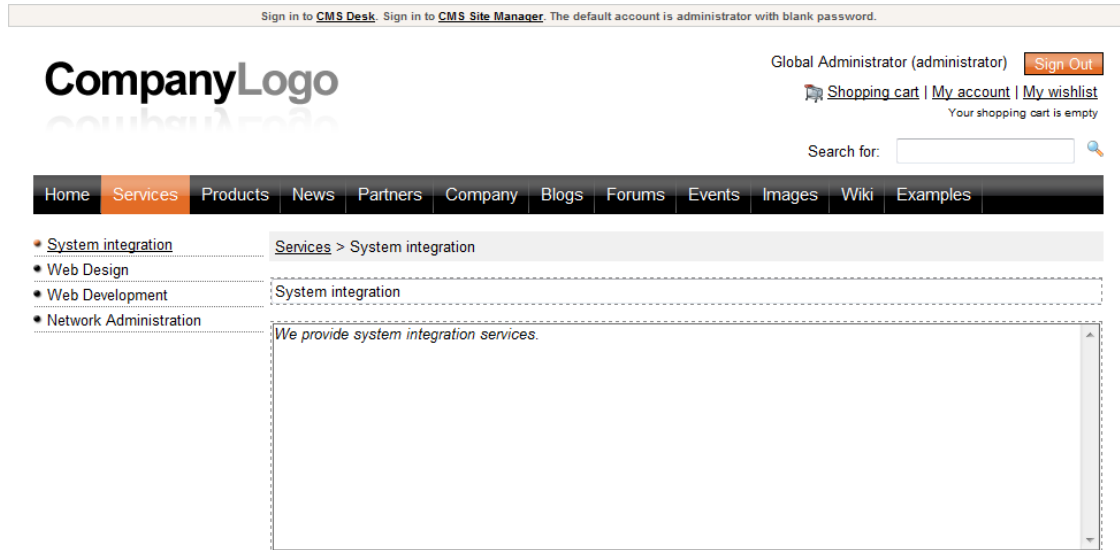 Sign in to CMS Desk. Sign in to CMS Site Manager. The default account is administrator with blank password.
CompanyLogo
Global Administrator (administrator) Sign Out
Shopping cart | My account | My wishlist
Your shopping cart is empty
Search for:
Home Services Products News Partners Company Blogs Forums Events Images Wiki Examples
System integration
Web Design
Web Development
Network Administration
Services > System integration
System integration
We provide system integration services.